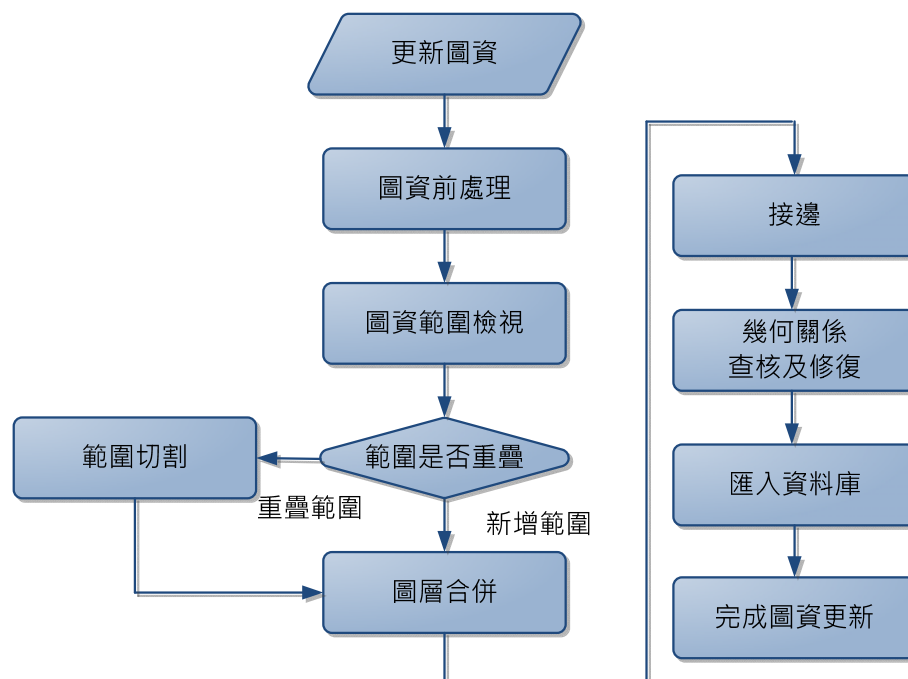 更新圖資
圖資前處理
圖資範圍檢視
範圍是否重疊
範圍切割
重疊範圍
新增範圍
圖層合併
接邊
幾何關係
查核及修復
匯入資料庫
完成圖資更新